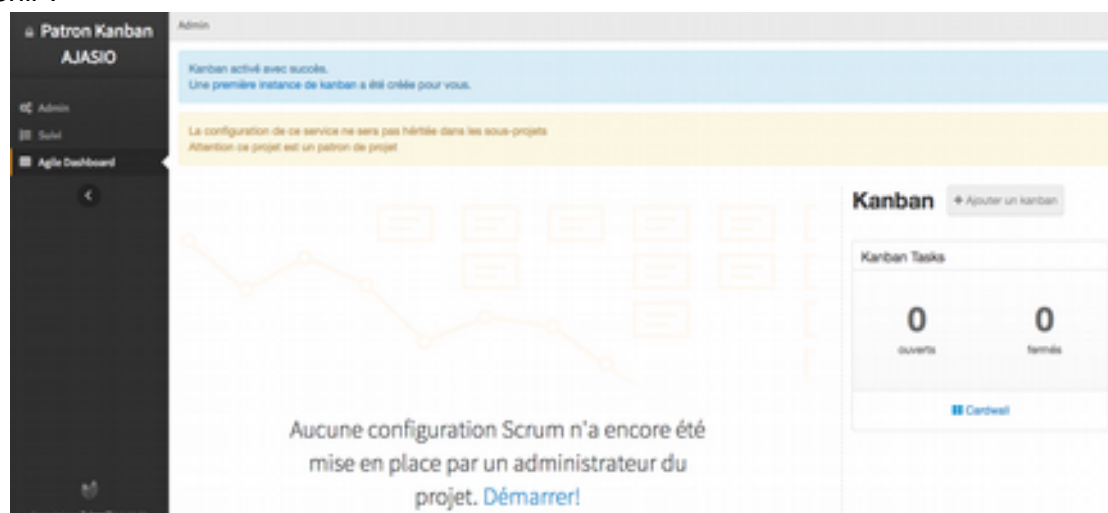 Patron Kanban
AJASIO
Admin
Suivi
Agile Dashboard
Admin
Kanban activé avec succès.
Une première instance de kanban a été créée pour vous.
La configuration de ce service ne sera pas héritée dans les sous-projets
Attention ce projet est un patron de projet
Aucune configuration Scrum n'a encore été
mise en place par un administrateur du
projet. Démarrer!
Kanban + Ajouter un kanban
Kanban Tasks
0 0
ouverts fermés
Cardwall